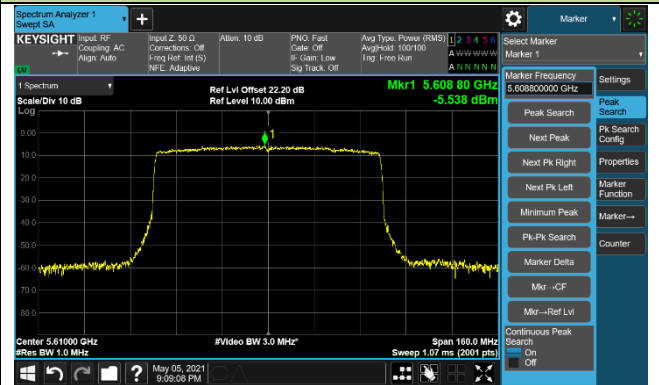 Spectrum Analyzer 1
Swept SA
Marker
KEYSIGHT
Input: RF
Coupling: AC
Align: Auto
Input Z: 50 Ω
Corrections: Off
Freq Ref: Int (S)
NFE: Adaptive
Atten: 10 dB
PNO: Fast
Gate: Off
IF Gain: Low
Sig Track: Off
Avg Type: Power (RMS)
Avg|Hold: 100/100
Trig: Free Run
1 2 3 4 5 6
A W W W W W
A N N N N N
LXI
Select Marker
Marker 1
1 Spectrum
Scale/Div 10 dB
Log
Ref Lvl Offset 22.20 dB
Ref Level 10.00 dBm
Mkr1 5.608 80 GHz
-5.538 dBm
1
0.00
-10.0
-20.0
-30.0
-40.0
-50.0
-60.0
-70.0
-80.0
Center 5.61000 GHz
#Res BW 1.0 MHz
#Video BW 3.0 MHz*
Span 160.0 MHz
Sweep 1.07 ms (2001 pts)
Marker Frequency
5.608800000 GHz
Peak Search
Next Peak
Next Pk Right
Next Pk Left
Minimum Peak
Pk-Pk Search
Marker Delta
Mkr→CF
Mkr→Ref Lvl
Continuous Peak
Search
On
Off
Settings
Peak
Search
Pk Search
Config
Properties
Marker
Function
Marker→
Counter
?
May 05, 2021
9:09:08 PM